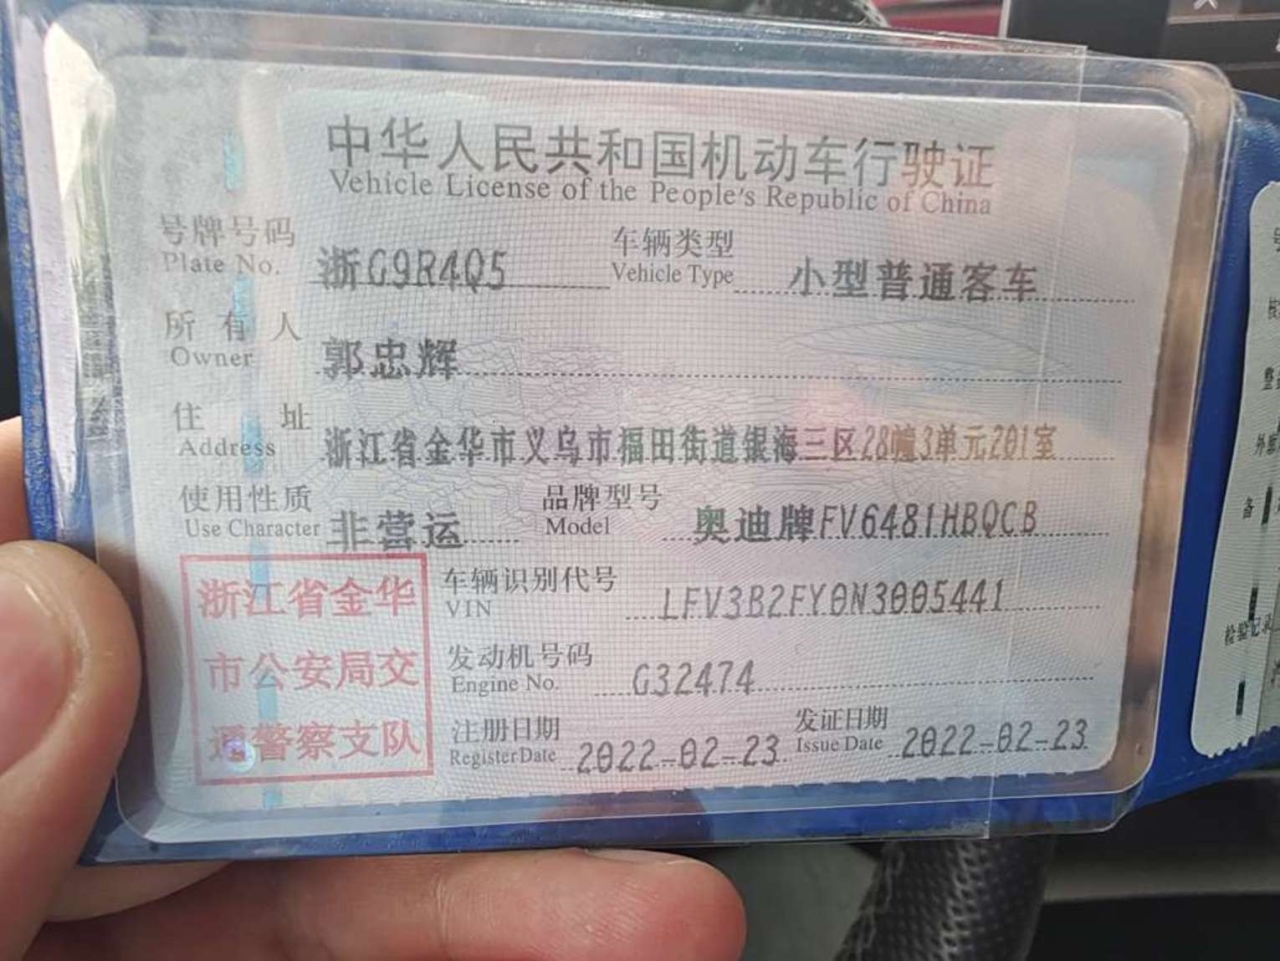 中华人民共和国机动车行驶证
Vehicle License of the People's Republic of China
号牌号码 浙G9R4Q5 车辆类型 小型普通客车
Plate No. Vehicle Type
所有人 郭忠辉
Owner
住址 浙江省金华市义乌市福田街道银海三区28幢3单元201室
Address
使用性质 非营运 品牌型号 奥迪牌FV6481HBQCB
Use Character Model
浙江省金华
市公安局交
通警察支队
车辆识别代号 LFV3B2FY0N3005441
VIN
发动机号码 G32474
Engine No.
注册日期 2022-02-23 发证日期 2022-02-23
Register Date Issue Date
备
检验记录